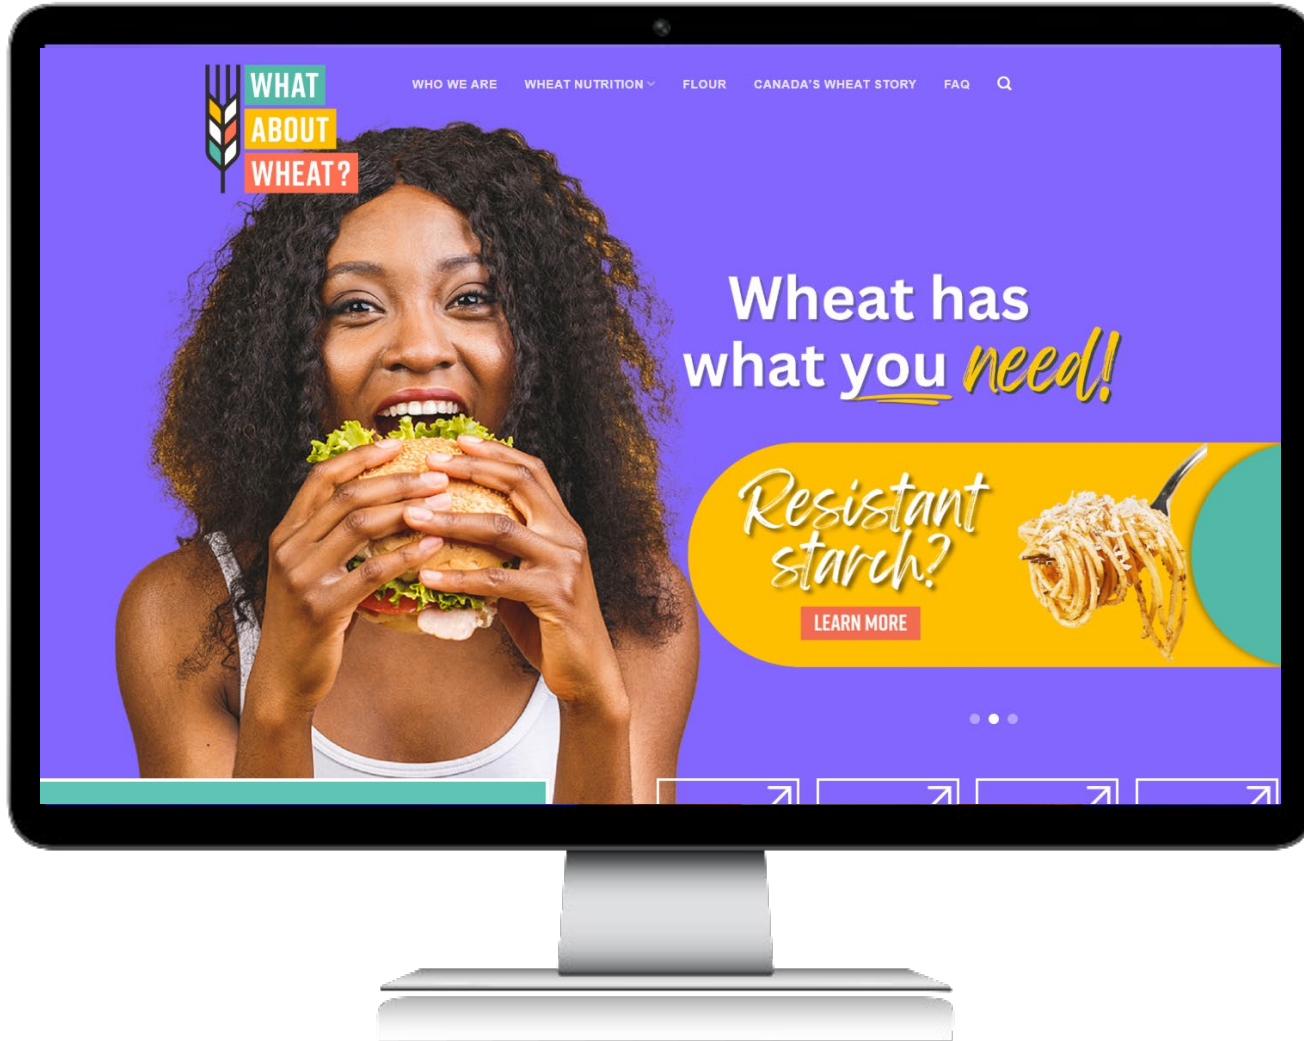 WHAT
ABOUT
WHEAT?
WHO WE ARE
WHEAT NUTRITION
FLOUR
CANADA'S WHEAT STORY
FAQ
Wheat has
what you need!
Resistant
starch?
LEARN MORE